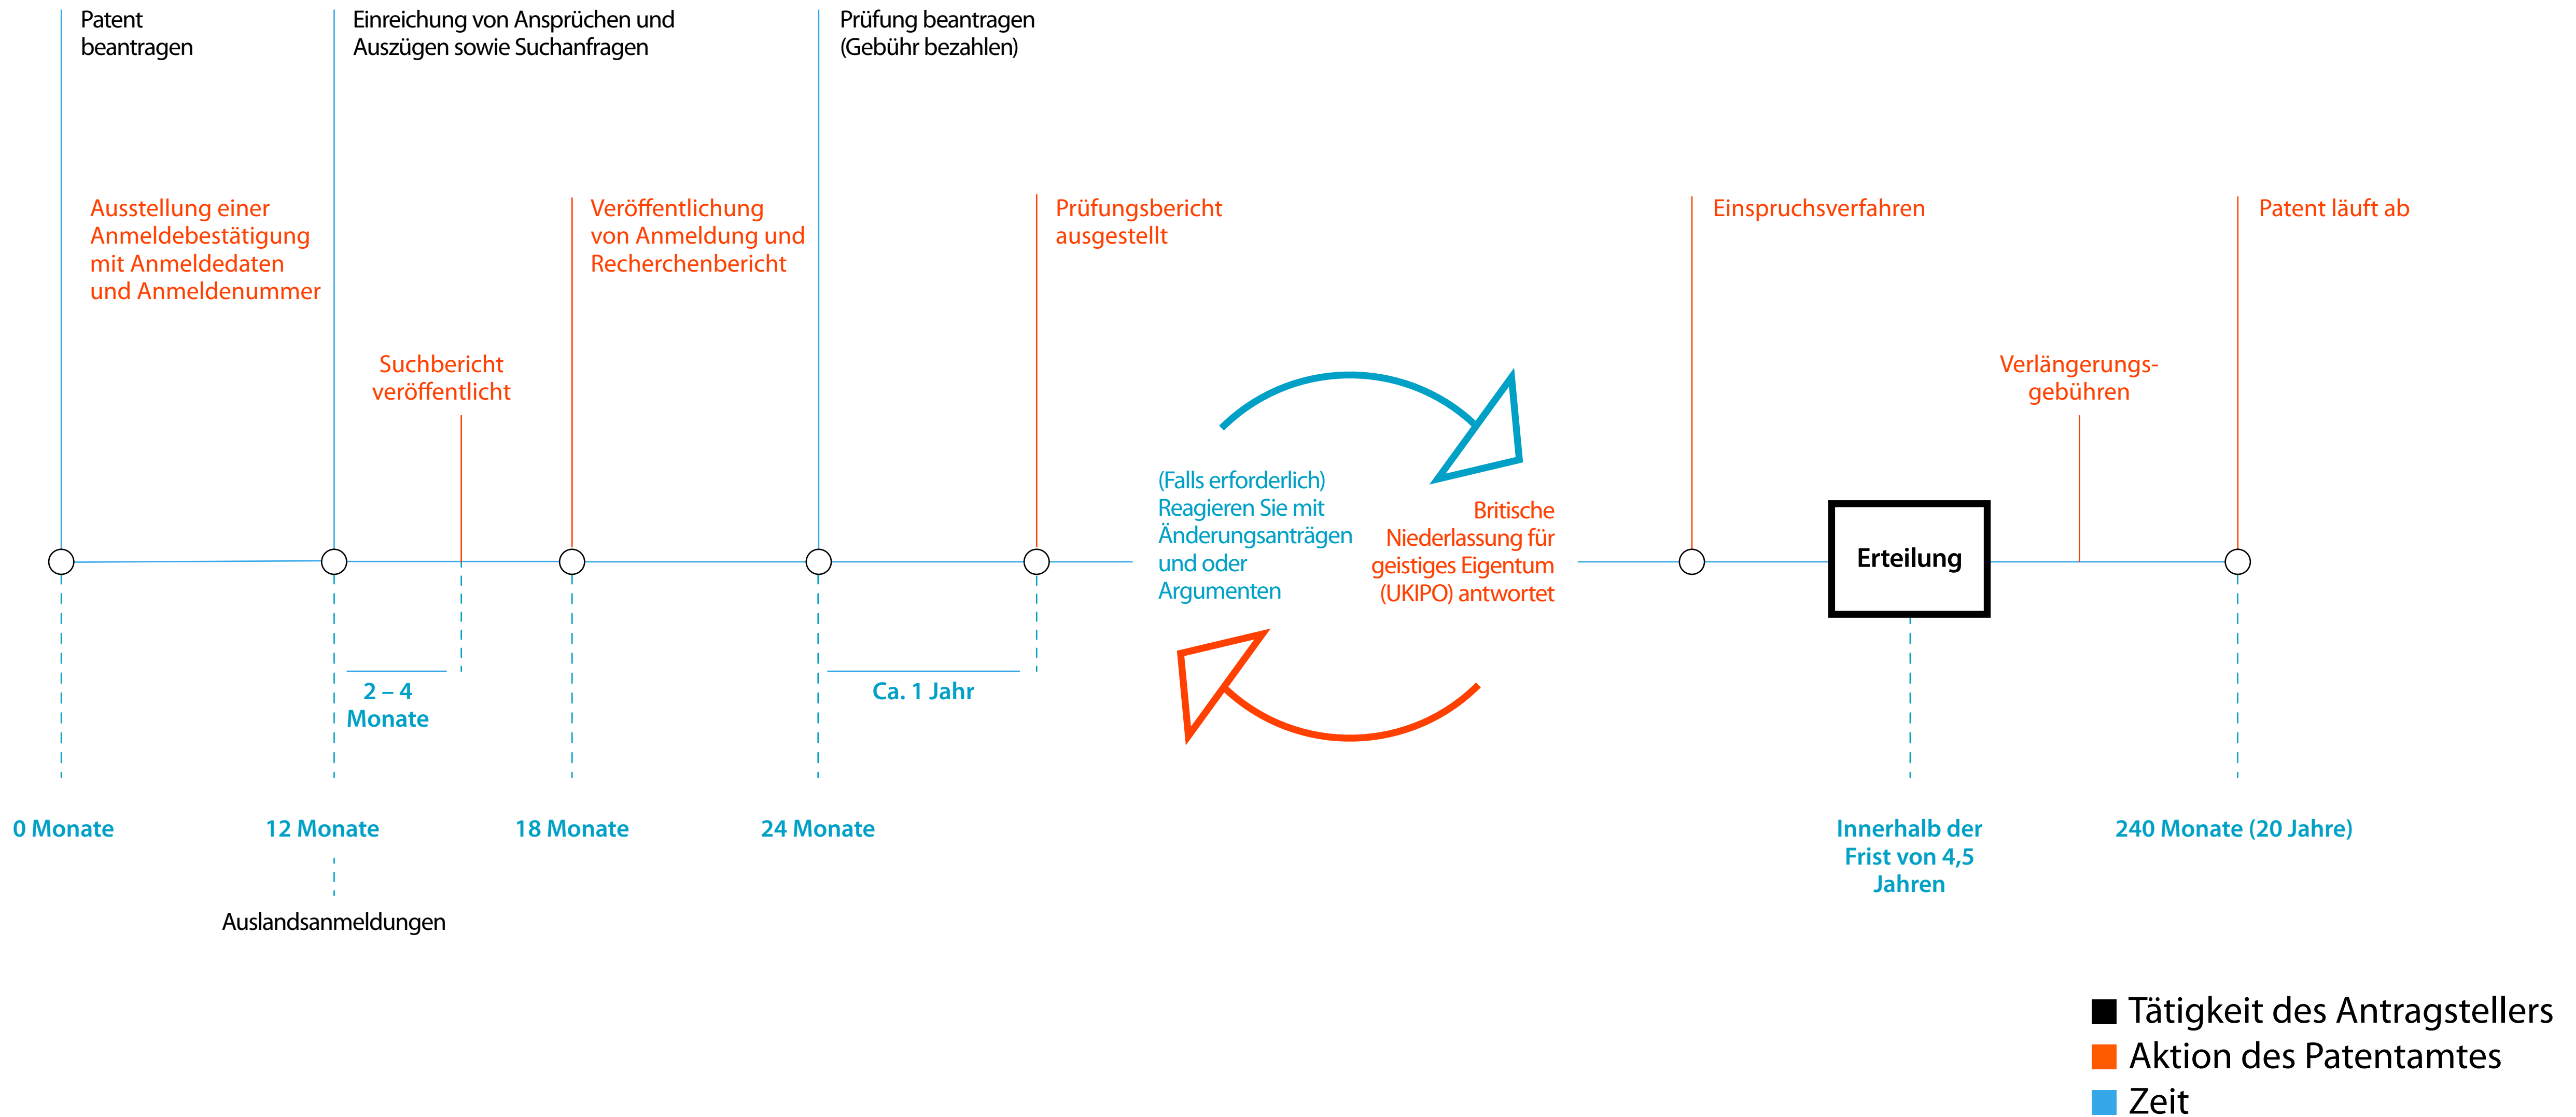 Patent
beantragen
Einreichung von Ansprüchen und
Auszügen sowie Suchanfragen
Prüfung beantragen
(Gebühr bezahlen)
Ausstellung einer
Anmeldebestätigung
mit Anmeldedaten
und Anmeldenummer
Suchbericht
veröffentlicht
Veröffentlichung
von Anmeldung und
Recherchenbericht
Prüfungsbericht
ausgestellt
(Falls erforderlich)
Reagieren Sie mit
Änderungsanträgen
und oder
Argumenten
Britische
Niederlassung für
geistiges Eigentum
(UKIPO) antwortet
Einspruchsverfahren
Erteilung
Verlängerungs-
gebühren
Patent läuft ab
2 – 4
Monate
Ca. 1 Jahr
0 Monate
12 Monate
18 Monate
24 Monate
Innerhalb der
Frist von 4,5
Jahren
240 Monate (20 Jahre)
Auslandsanmeldungen
Tätigkeit des Antragstellers
Aktion des Patentamtes
Zeit